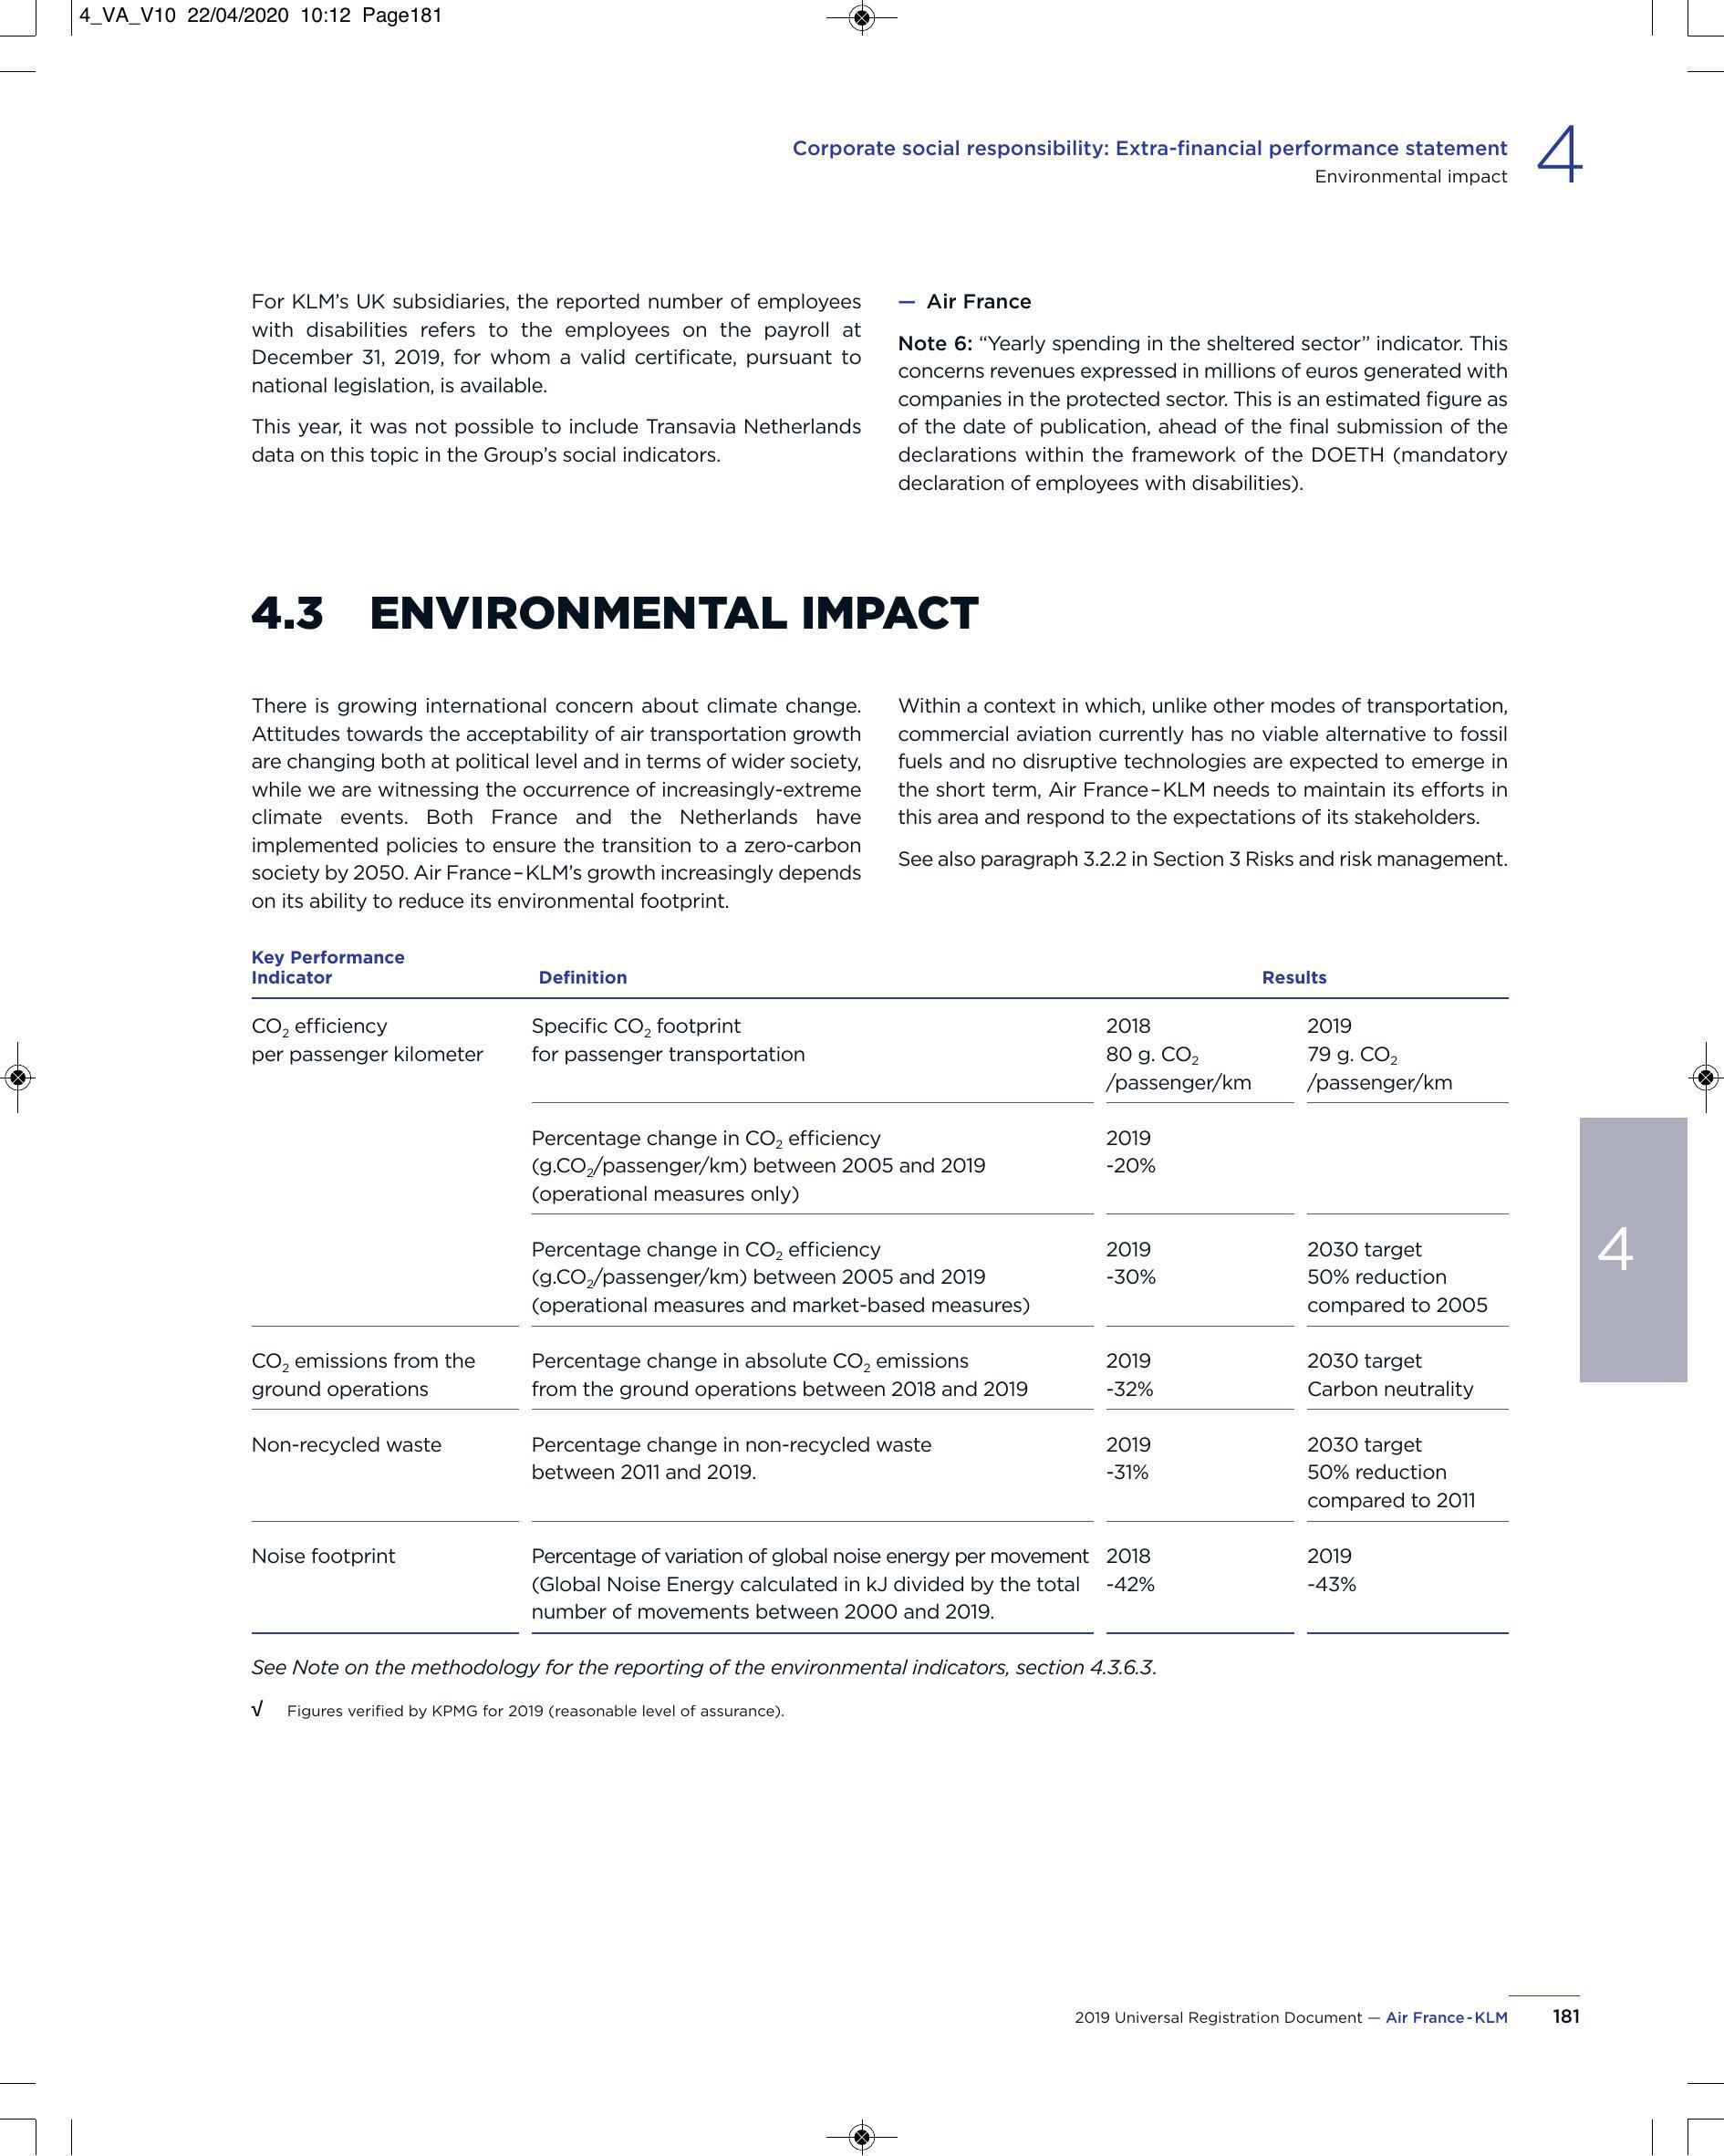 4_VA_V10 22/04/2020 10:12 Page181
Corporate social responsibility: Extra-financial performance statement
Environmental impact
4
For KLM’s UK subsidiaries, the reported number of employees
with disabilities refers to the employees on the payroll at
December 31, 2019, for whom a valid certificate, pursuant to
national legislation, is available.
This year, it was not possible to include Transavia Netherlands
data on this topic in the Group’s social indicators.
— Air France
Note 6: “Yearly spending in the sheltered sector” indicator. This
concerns revenues expressed in millions of euros generated with
companies in the protected sector. This is an estimated figure as
of the date of publication, ahead of the final submission of the
declarations within the framework of the DOETH (mandatory
declaration of employees with disabilities).
4.3 ENVIRONMENTAL IMPACT
There is growing international concern about climate change.
Attitudes towards the acceptability of air transportation growth
are changing both at political level and in terms of wider society,
while we are witnessing the occurrence of increasingly-extreme
climate events. Both France and the Netherlands have
implemented policies to ensure the transition to a zero-carbon
society by 2050. Air France–KLM’s growth increasingly depends
on its ability to reduce its environmental footprint.
Within a context in which, unlike other modes of transportation,
commercial aviation currently has no viable alternative to fossil
fuels and no disruptive technologies are expected to emerge in
the short term, Air France–KLM needs to maintain its efforts in
this area and respond to the expectations of its stakeholders.
See also paragraph 3.2.2 in Section 3 Risks and risk management.
Key Performance
Indicator Definition Results
CO2 efficiency Specific CO2 footprint 2018 2019
per passenger kilometer for passenger transportation 80 g. CO2 79 g. CO2
/passenger/km /passenger/km
Percentage change in CO2 efficiency 2019
(g.CO2/passenger/km) between 2005 and 2019 -20%
(operational measures only)
Percentage change in CO2 efficiency 2019 2030 target
(g.CO2/passenger/km) between 2005 and 2019 -30% 50% reduction
(operational measures and market-based measures) compared to 2005
CO2 emissions from the Percentage change in absolute CO2 emissions 2019 2030 target
ground operations from the ground operations between 2018 and 2019 -32% Carbon neutrality
Non-recycled waste Percentage change in non-recycled waste 2019 2030 target
between 2011 and 2019. -31% 50% reduction
compared to 2011
Noise footprint Percentage of variation of global noise energy per movement 2018 2019
(Global Noise Energy calculated in kJ divided by the total -42% -43%
number of movements between 2000 and 2019.
See Note on the methodology for the reporting of the environmental indicators, section 4.3.6.3.
√ Figures verified by KPMG for 2019 (reasonable level of assurance).
4
2019 Universal Registration Document — Air France-KLM 181